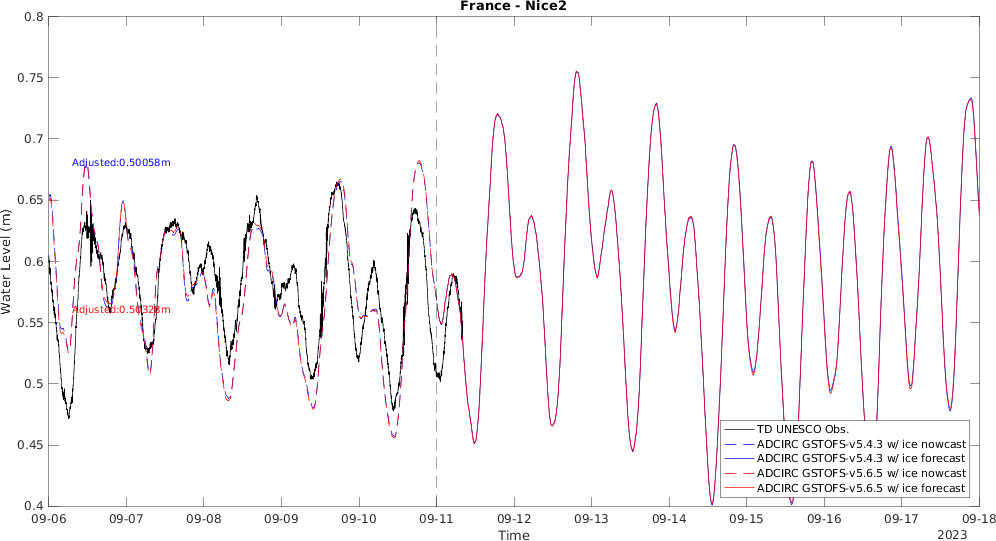 France - Nice2
0.8
0.75
0.7
0.65
0.6
0.55
0.5
0.45
0.4
Water Level (m)
Adjusted:0.50058m
Adjusted:0.50328m
TD UNESCO Obs.
ADCIRC GSTOFS-v5.4.3 w/ ice nowcast
ADCIRC GSTOFS-v5.4.3 w/ ice forecast
ADCIRC GSTOFS-v5.6.5 w/ ice nowcast
ADCIRC GSTOFS-v5.6.5 w/ ice forecast
09-06 09-07 09-08 09-09 09-10 09-11 09-12 09-13 09-14 09-15 09-16 09-17 09-18
Time
2023